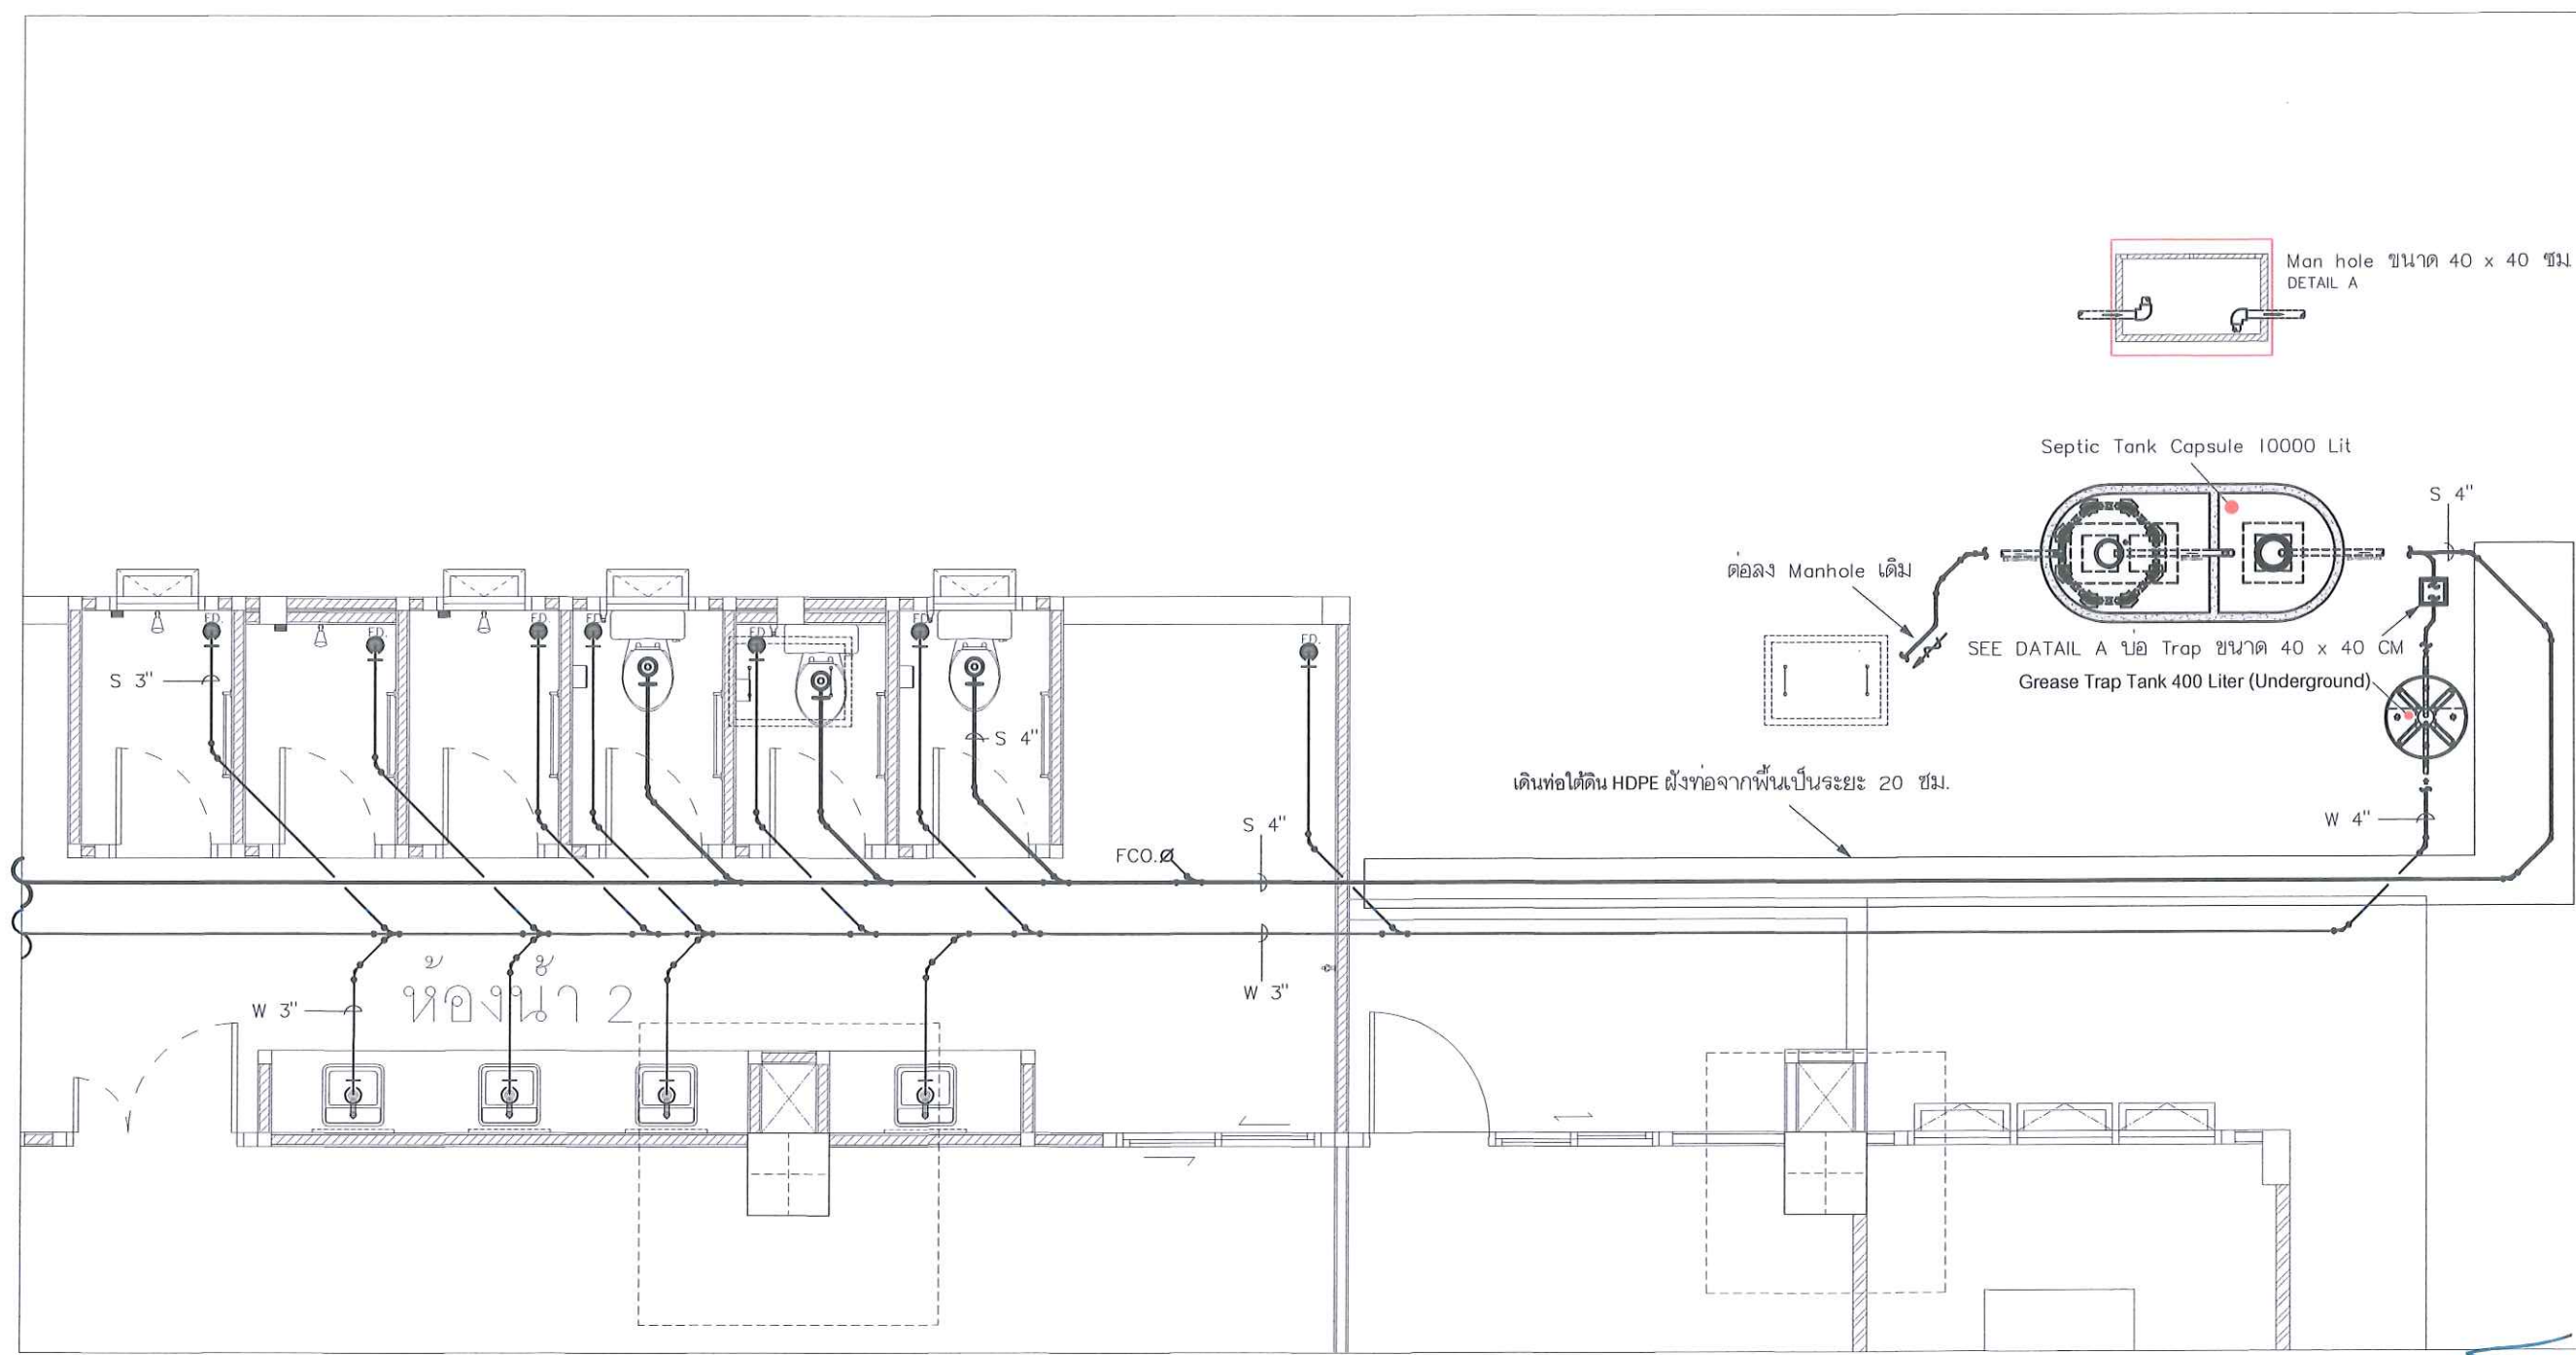 Man hole ขนาด 40 x 40 ซม.
DETAIL A
Septic Tank Capsule 10000 Lit
S 4"
ต่อลง Manhole เดิม
SEE DATAIL A บ่อ Trap ขนาด 40 x 40 CM
Grease Trap Tank 400 Liter (Underground)
FD.
FD.
FD.
FD.
FD.
FD.
FD.
S 3"
S 4"
เดินท่อใต้ดิน HDPE ฝังท่อจากพื้นเป็นระยะ 20 ซม.
W 4"
S 4"
FCO.Ø
W 3"
W 3"
ห้องน้ำ 2